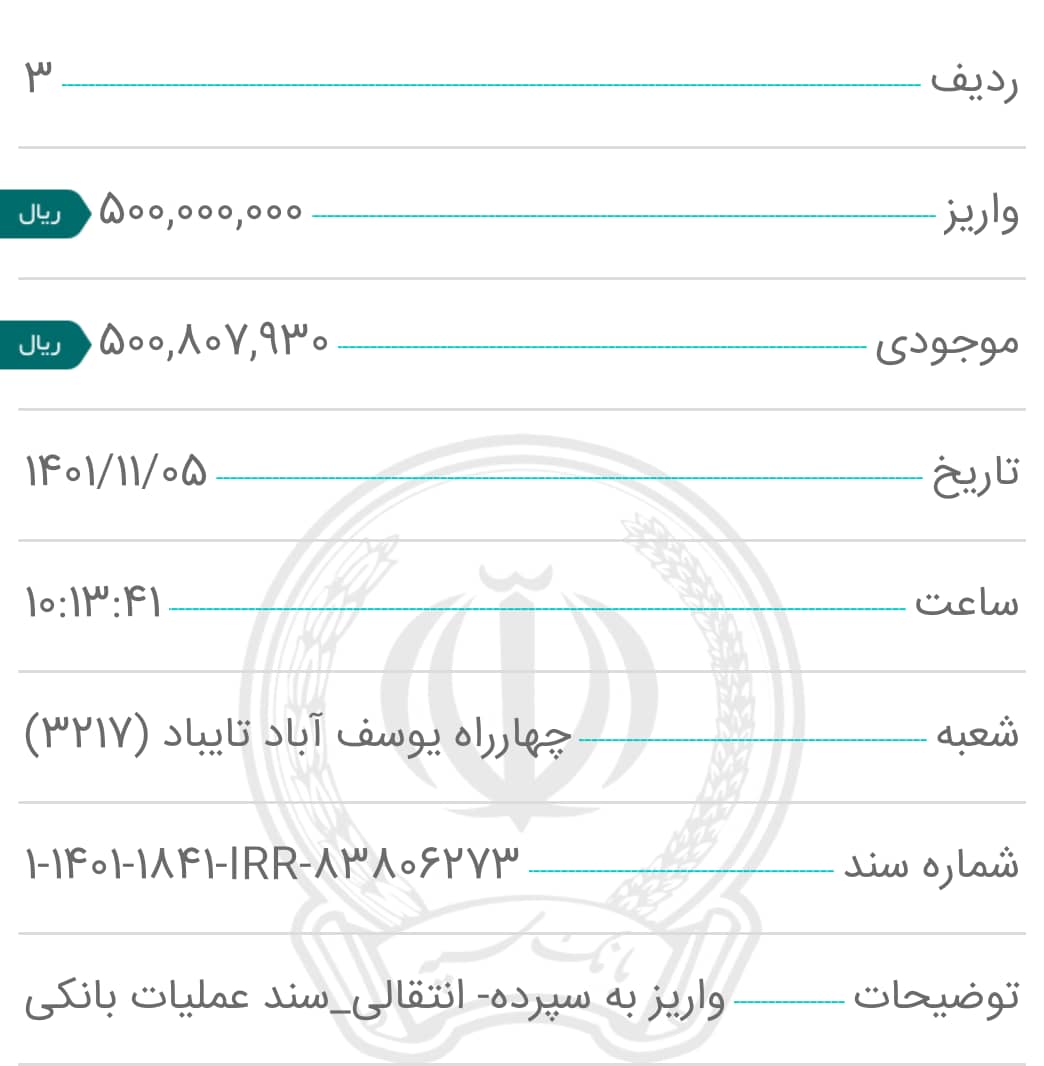 ردیف ۳
واریز ۵۰۰,۰۰۰,۰۰۰ ریال
موجودی ۵۰۰,۸۰۷,۹۳۰ ریال
تاریخ ۱۴۰۱/۱۱/۰۵
ساعت ۱۰:۱۳:۴۱
شعبه چهارراه یوسف آباد تایباد (۳۲۱۷)
شماره سند ۱-۱۴۰۱-۱۸۴۱-IRR-۸۳۸۰۶۲۷۳
بانک سپه
توضیحات واریز به سپرده- انتقالی_سند عملیات بانکی